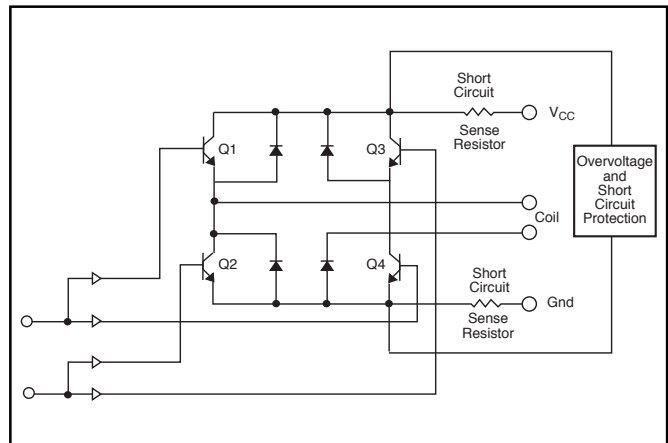 Short
Circuit
V_CC
Sense
Resistor
Q1
Q3
Overvoltage
and
Short
Circuit
Protection
Coil
Q2
Q4
Short
Circuit
Gnd
Sense
Resistor